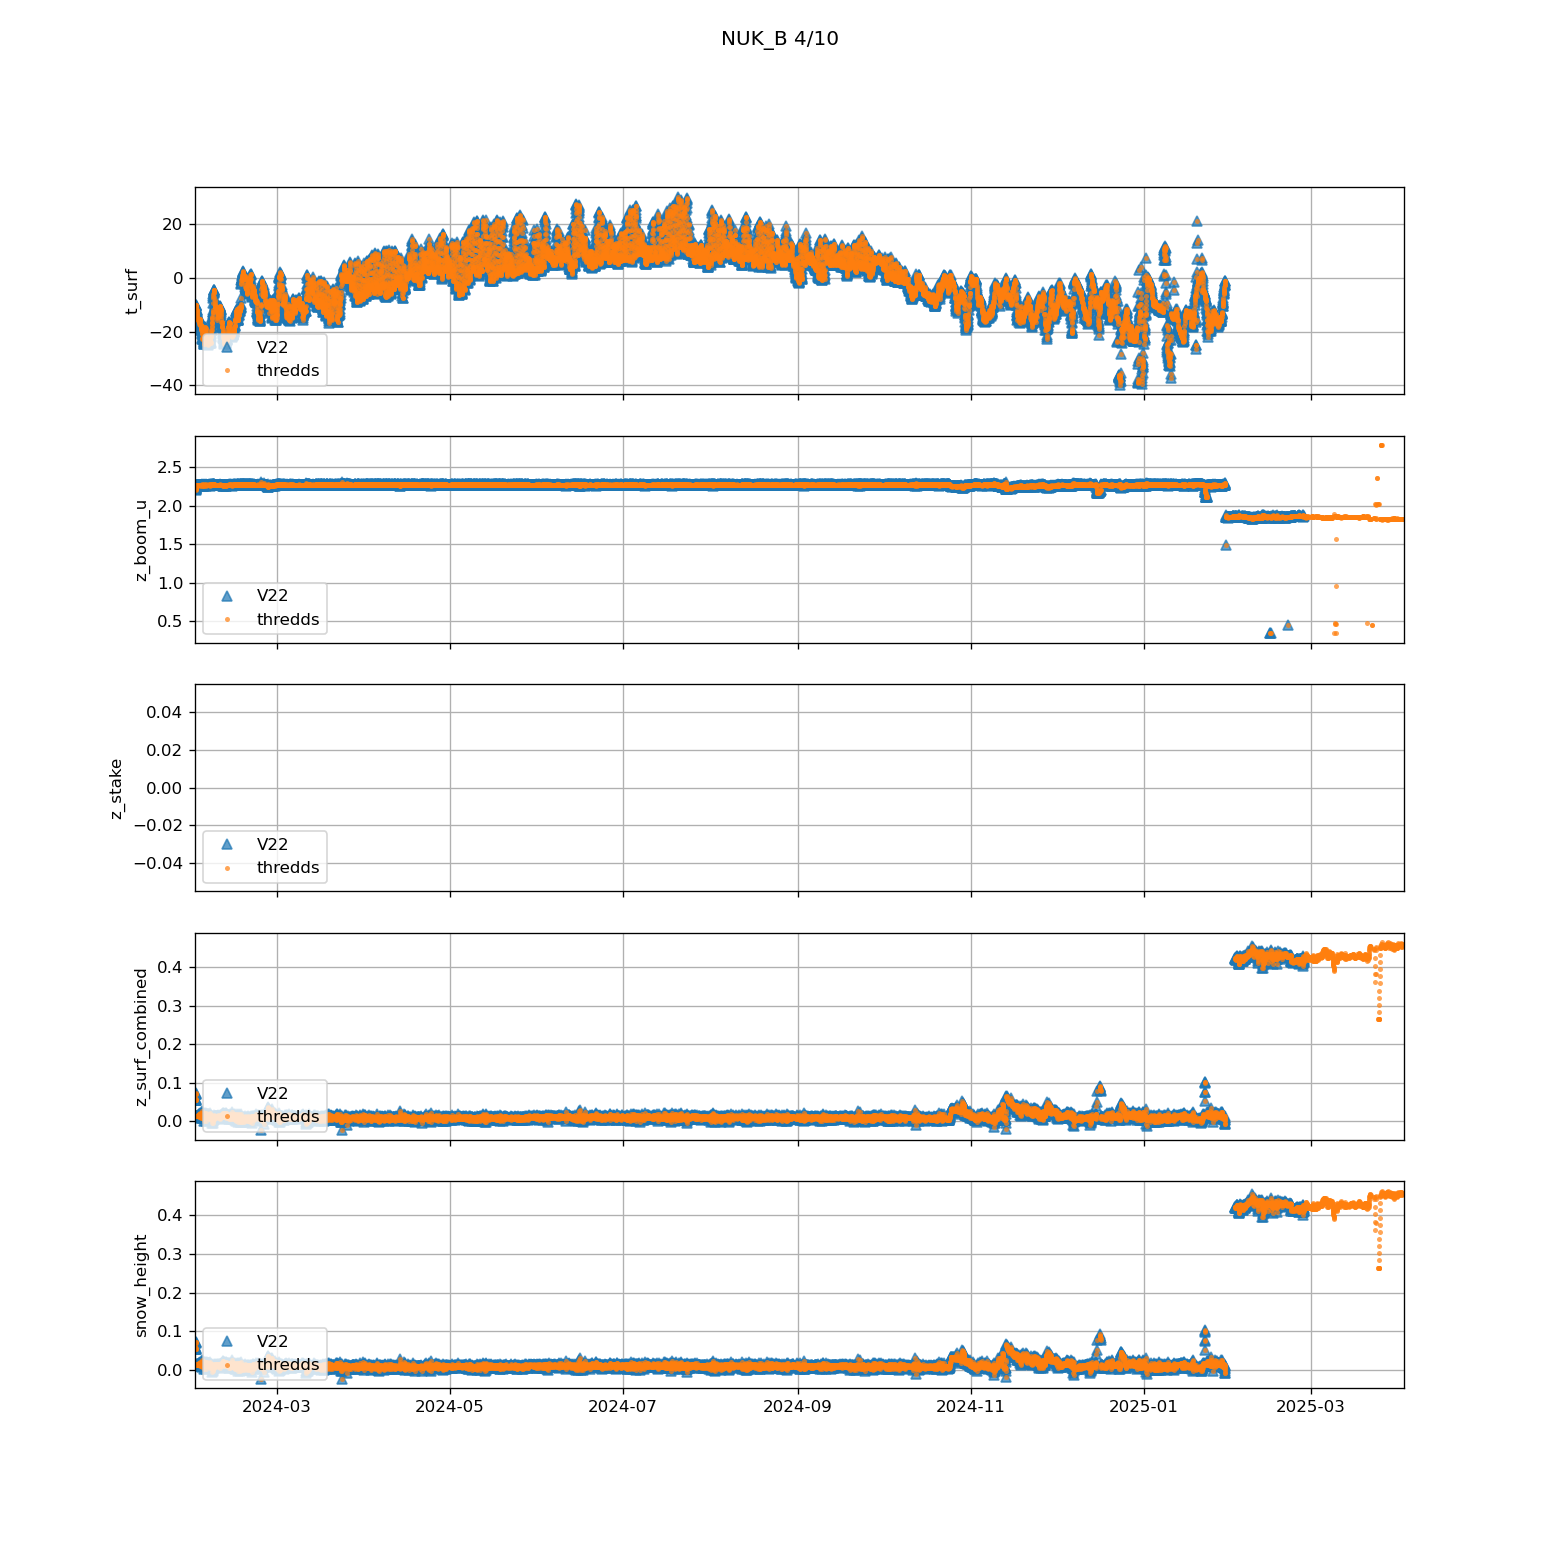 NUK_B 4/10
t_surf
20
0
−20
−40
V22
thredds
z_boom_u
2.5
2.0
1.5
1.0
0.5
V22
thredds
z_stake
0.04
0.02
0.00
−0.02
−0.04
V22
thredds
z_surf_combined
0.4
0.3
0.2
0.1
0.0
V22
thredds
snow_height
0.4
0.3
0.2
0.1
0.0
V22
thredds
2024-03 2024-05 2024-07 2024-09 2024-11 2025-01 2025-03